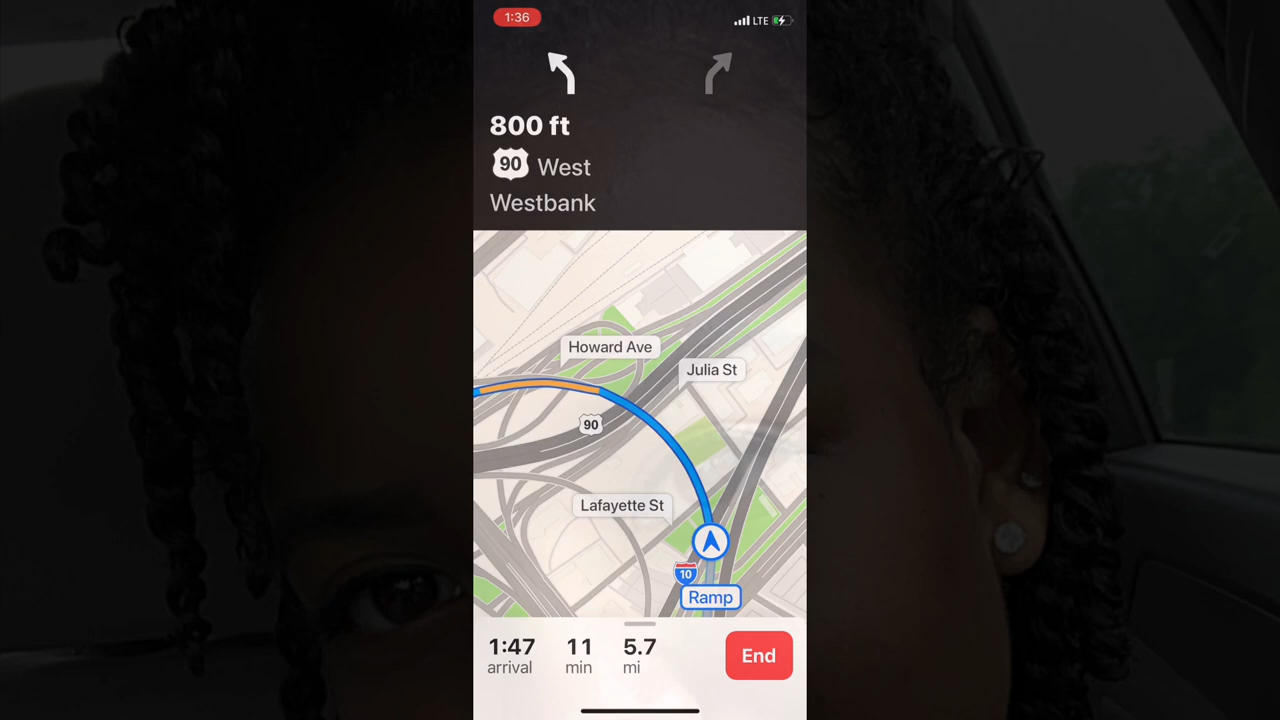 1:36
LTE
800 ft
90 West
Westbank
Howard Ave
Julia St
90
Lafayette St
10
Ramp
1:47 11 5.7
arrival min mi
End